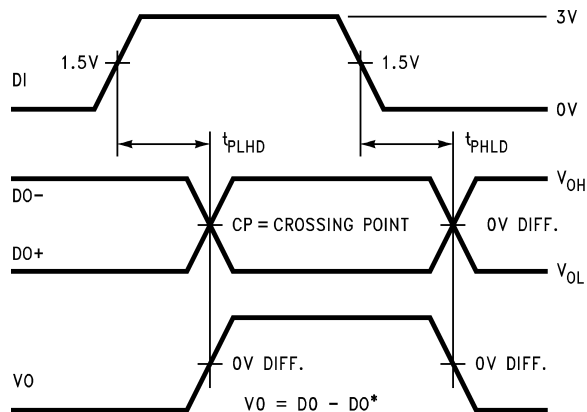 3V
1.5V
1.5V
DI
0V
tPLHD
tPHLD
VOH
DO-
CP = CROSSING POINT
0V DIFF.
DO+
VOL
0V DIFF.
0V DIFF.
VO
VO = DO - DO*